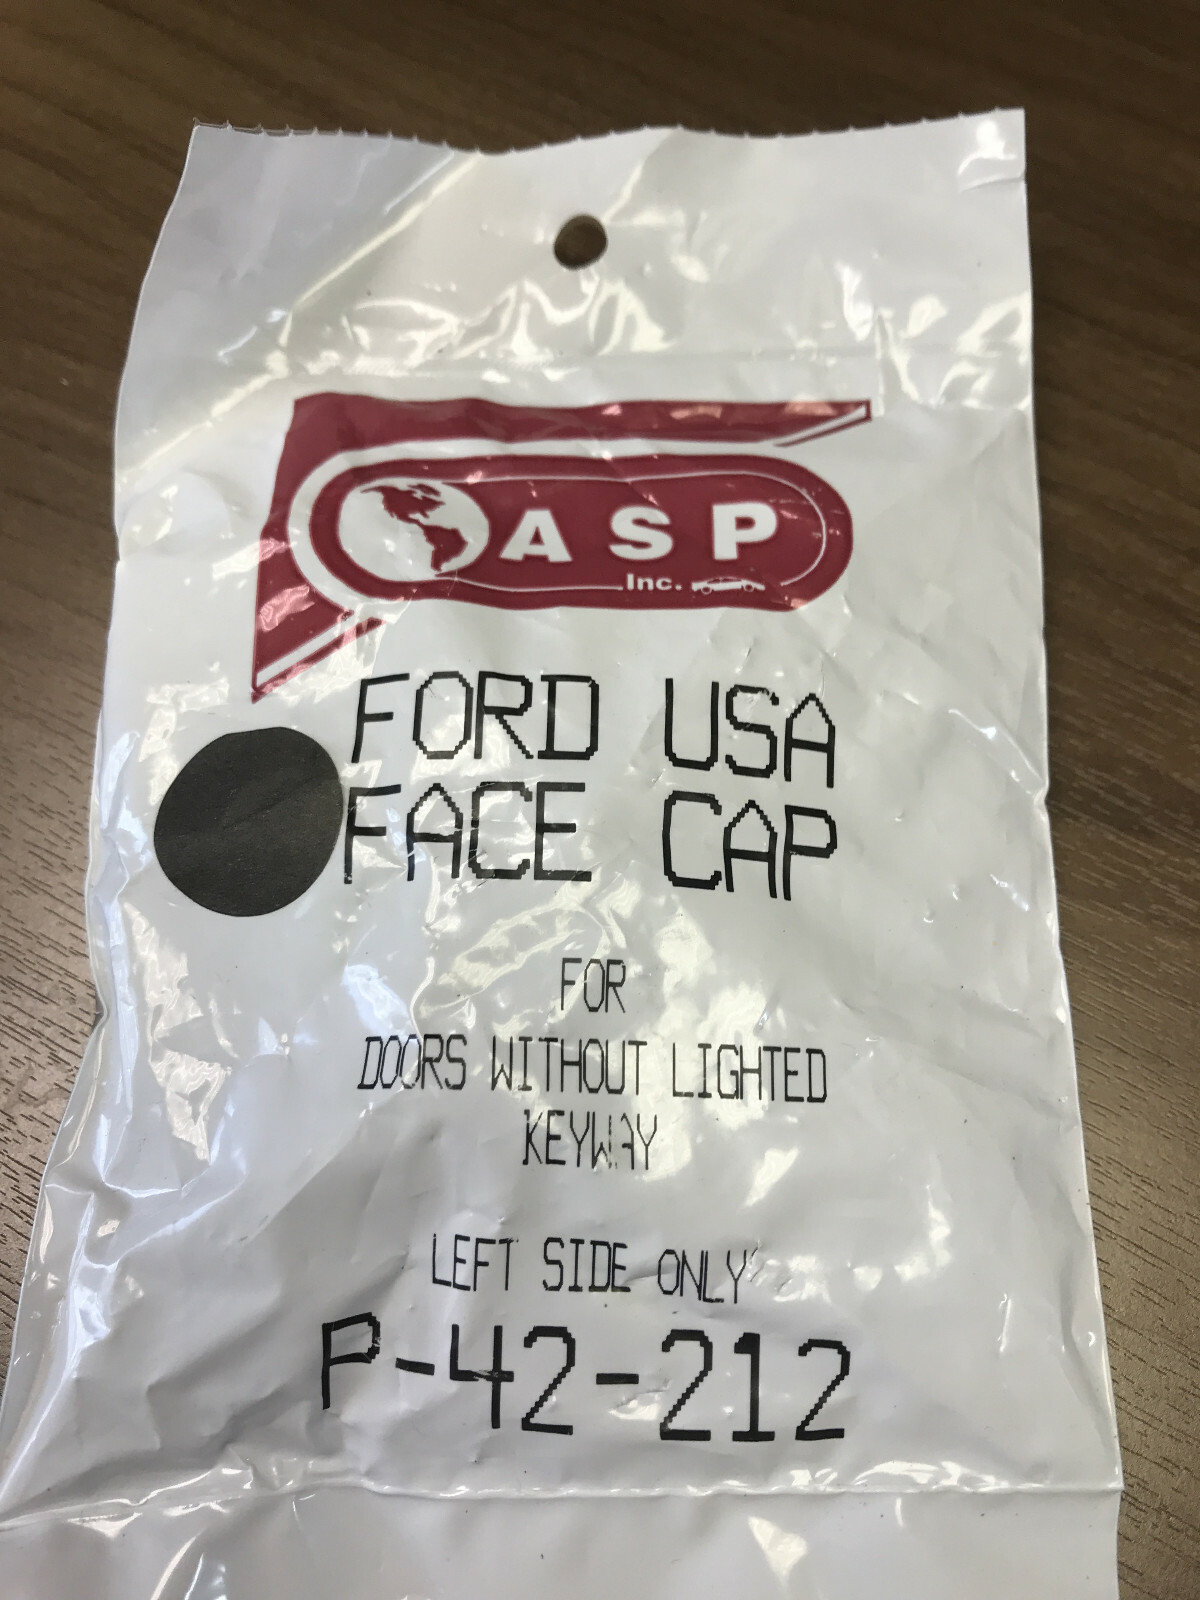 ASP
Inc.
FORD USA
FACE CAP
FOR
DOORS WITHOUT LIGHTED
KEYWAY
LEFT SIDE ONLY
P-42-212